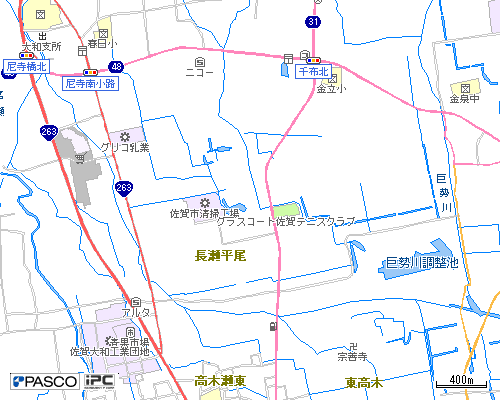 出
大和支所
春日小
31
尼寺橋北
48
ニコー
千布北
尼寺南小路
金立小
金泉中
263
グリコ乳業
263
巨勢川
佐賀市清掃工場
グラスコート佐賀テニスクラブ
長瀬平尾
巨勢川調整池
アルタ
青果市場
佐賀大和工業団地
卍
宗善寺
高木瀬東
東高木
400m
PASCO iPC